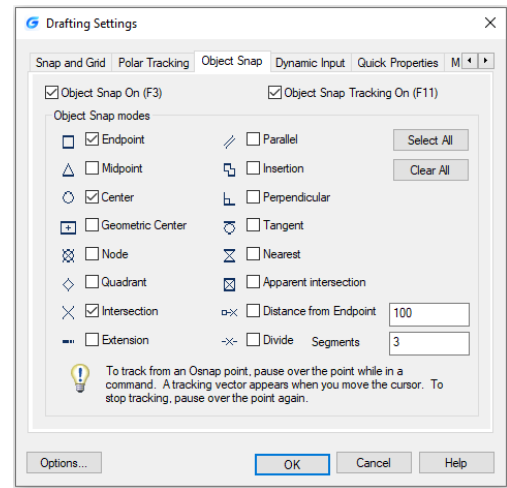 Drafting Settings
Snap and Grid Polar Tracking Object Snap Dynamic Input Quick Properties M
Object Snap On (F3) Object Snap Tracking On (F11)
Object Snap modes
Endpoint Parallel Select All
Midpoint Insertion Clear All
Center Perpendicular
Geometric Center Tangent
Node Nearest
Quadrant Apparent intersection
Intersection Distance from Endpoint 100
Extension Divide Segments 3
To track from an Osnap point, pause over the point while in a
command. A tracking vector appears when you move the cursor. To
stop tracking, pause over the point again.
Options... OK Cancel Help